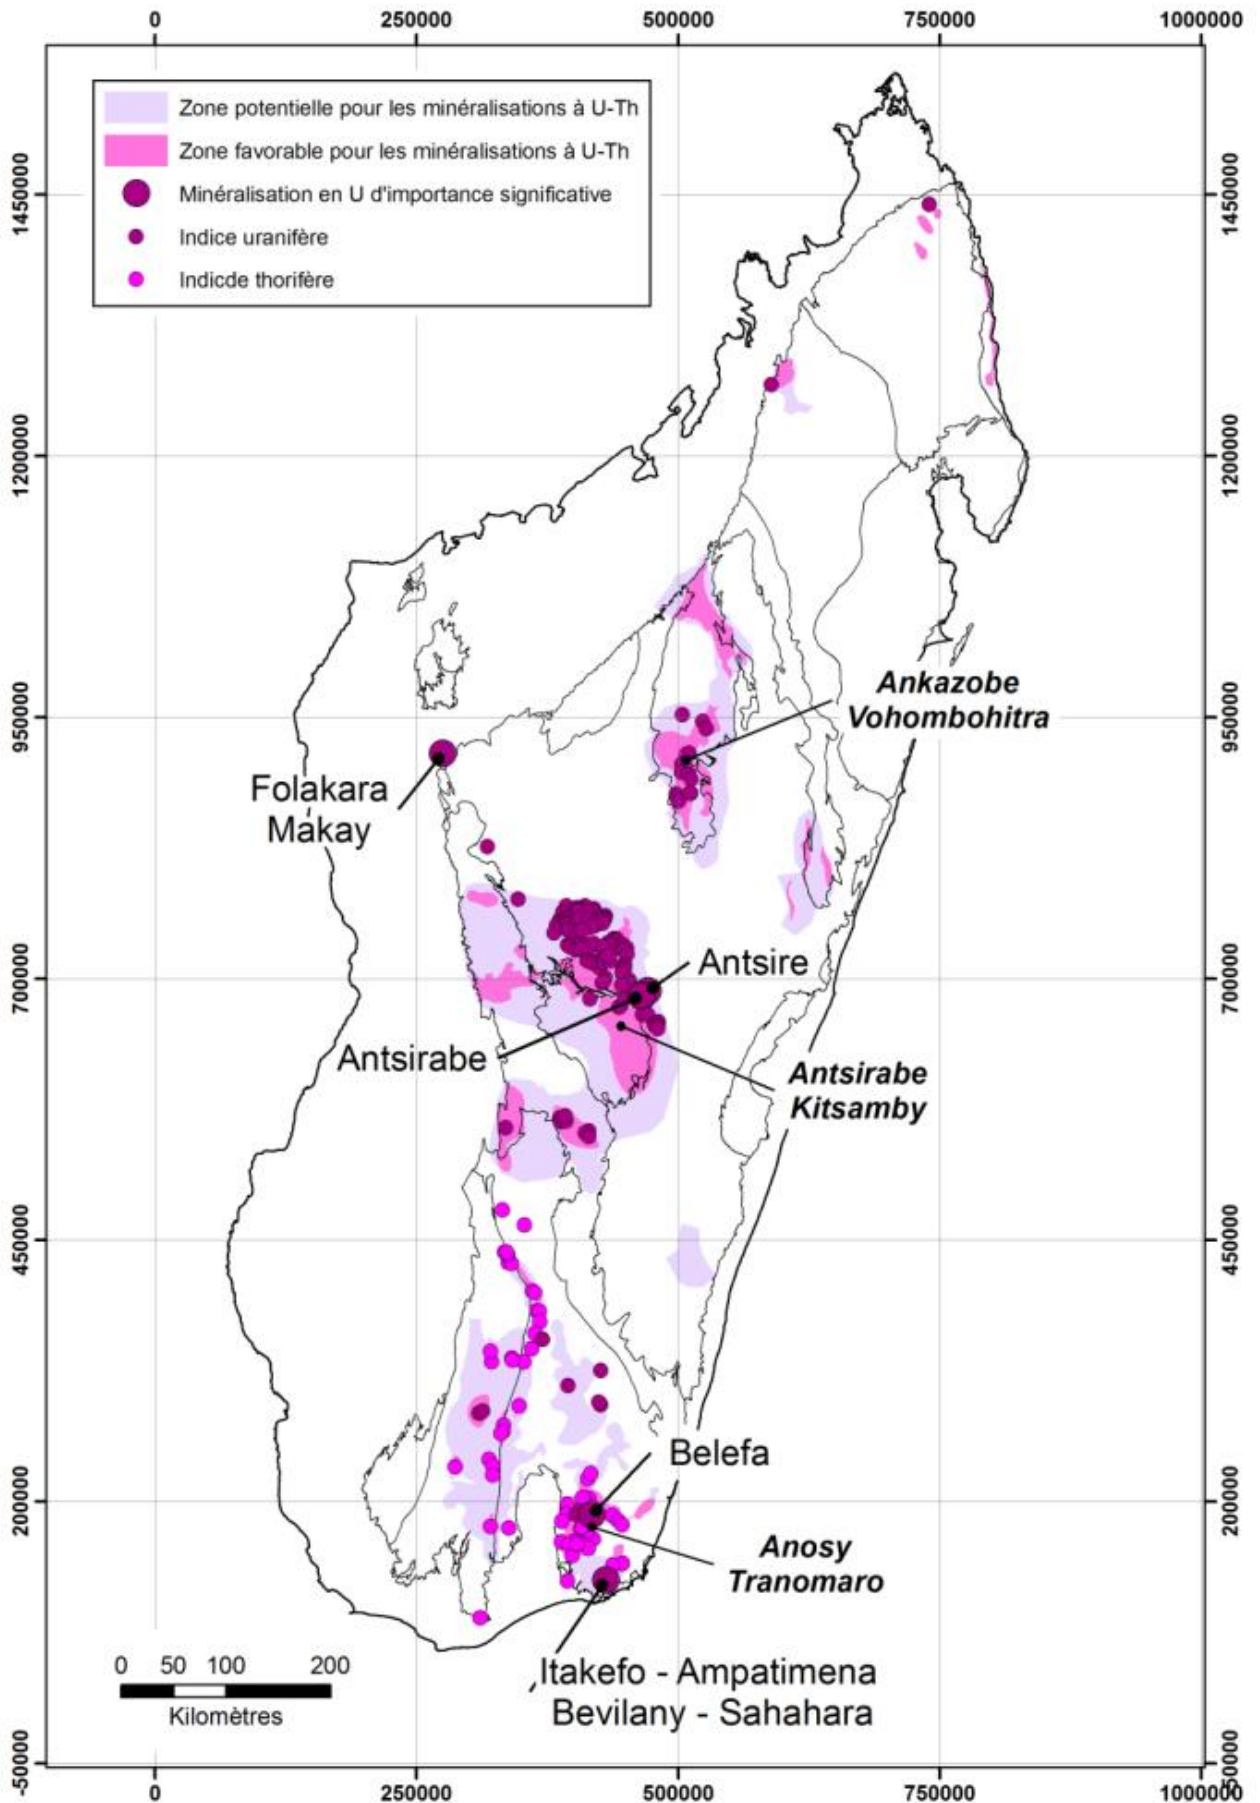 0 250000 500000 750000 1000000
Zone potentielle pour les minéralisations à U-Th
Zone favorable pour les minéralisations à U-Th
Minéralisation en U d'importance significative
Indice uranifère
Indicde thorifère
1450000 1450000
1200000 1200000
950000 950000
Ankazobe
Vohombohitra
Folakara
Makay
700000 700000
Antsire
Antsirabe
Antsirabe
Kitsamby
450000 450000
Belefa
200000 200000
Anosy
Tranomaro
0 50 100 200
Kilomètres
Itakefo - Ampatimena
Bevilany - Sahahara
-50000 -50000
0 250000 500000 750000 1000000